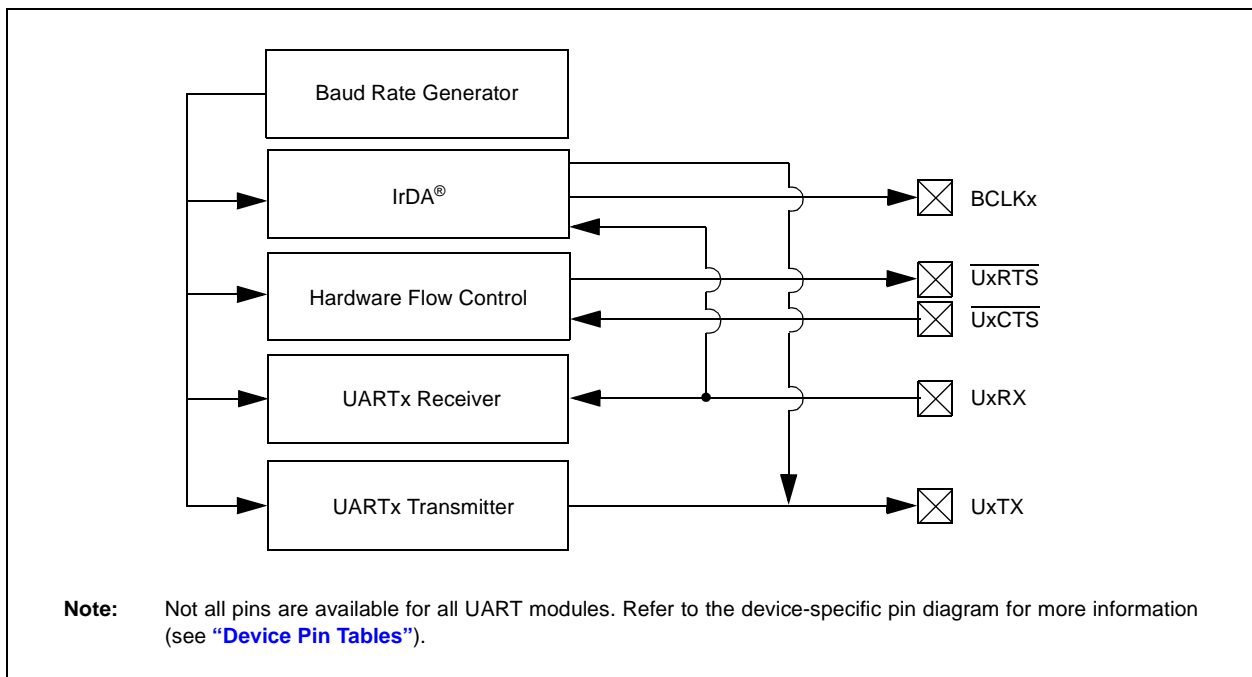 Baud Rate Generator
IrDA®
BCLKx
UxRTS
Hardware Flow Control
UxCTS
UARTx Receiver
UxRX
UARTx Transmitter
UxTX
Note: Not all pins are available for all UART modules. Refer to the device-specific pin diagram for more information
(see “Device Pin Tables”).